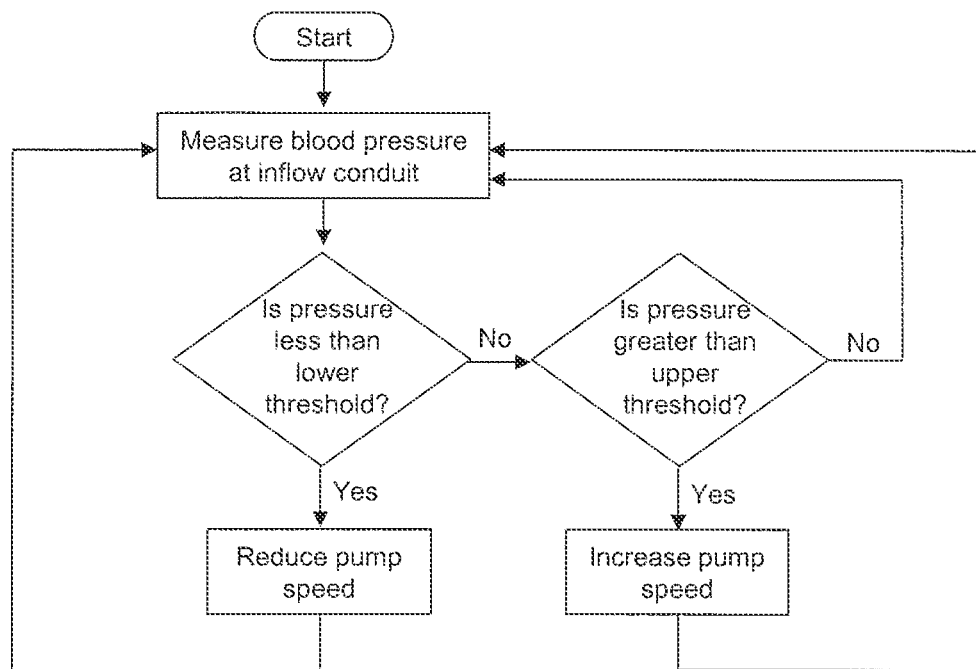 Start
Measure blood pressure
at inflow conduit
Is pressure
less than
lower
threshold?
No
Is pressure
greater than
upper
threshold?
No
Yes
Yes
Reduce pump
speed
Increase pump
speed